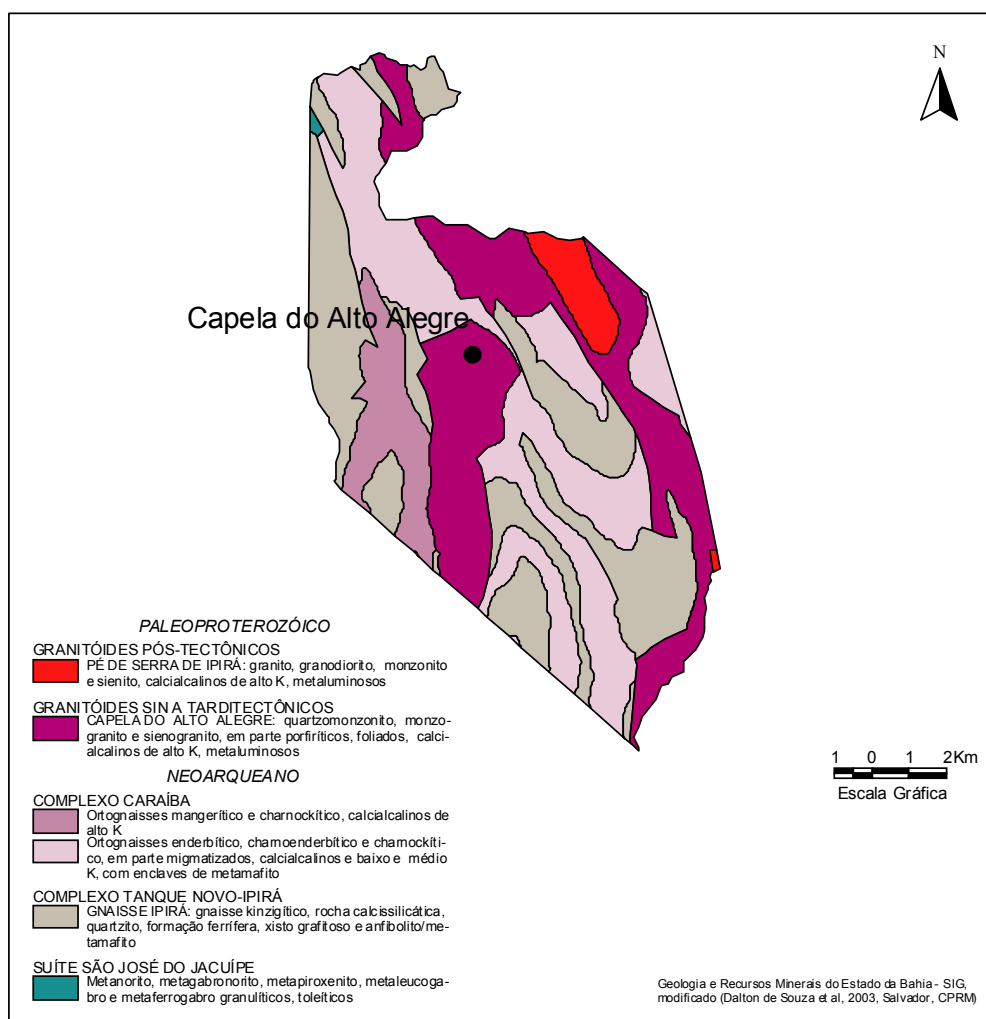 N
Capela do Alto Alegre
PALEOPROTEROZÓICO
GRANITÓIDES PÓS-TECTÔNICOS
PÉ DE SERRA DE IPIRÁ: granito, granodiorito, monzonito
e sienito, calcialcalinos de alto K, metaluminosos
GRANITÓIDES SIN A TARDITECTÔNICOS
CAPELA DO ALTO ALEGRE: quartzomonzonito, monzo-
granito e sienogranito, em parte porfiríticos, foliados, calci-
alcalinos de alto K, metaluminosos
NEOARQUEANO
COMPLEXO CARAÍBA
Ortognaisses mangerítico e charnockítico, calcialcalinos de
alto K
Ortognaisses enderbítico, charnoenderbítico e charnockíti-
co, em parte migmatizados, calcialcalinos e baixo e médio
K, com enclaves de metamafito
COMPLEXO TANQUE NOVO-IPIRÁ
GNAISSE IPIRÁ: gnaisse kinzigítico, rocha calcissilicática,
quartzito, formação ferrífera, xisto grafitoso e anfibolito/me-
tamafito
SUÍTE SÃO JOSÉ DO JACUÍPE
Metanorito, metagabronorito, metapiroxenito, metaleucoga-
bro e metaferrogabro granulíticos, toleíticos
1 0 1 2Km
Escala Gráfica
Geologia e Recursos Minerais do Estado da Bahia - SIG,
modificado (Dalton de Souza et al, 2003, Salvador, CPRM)